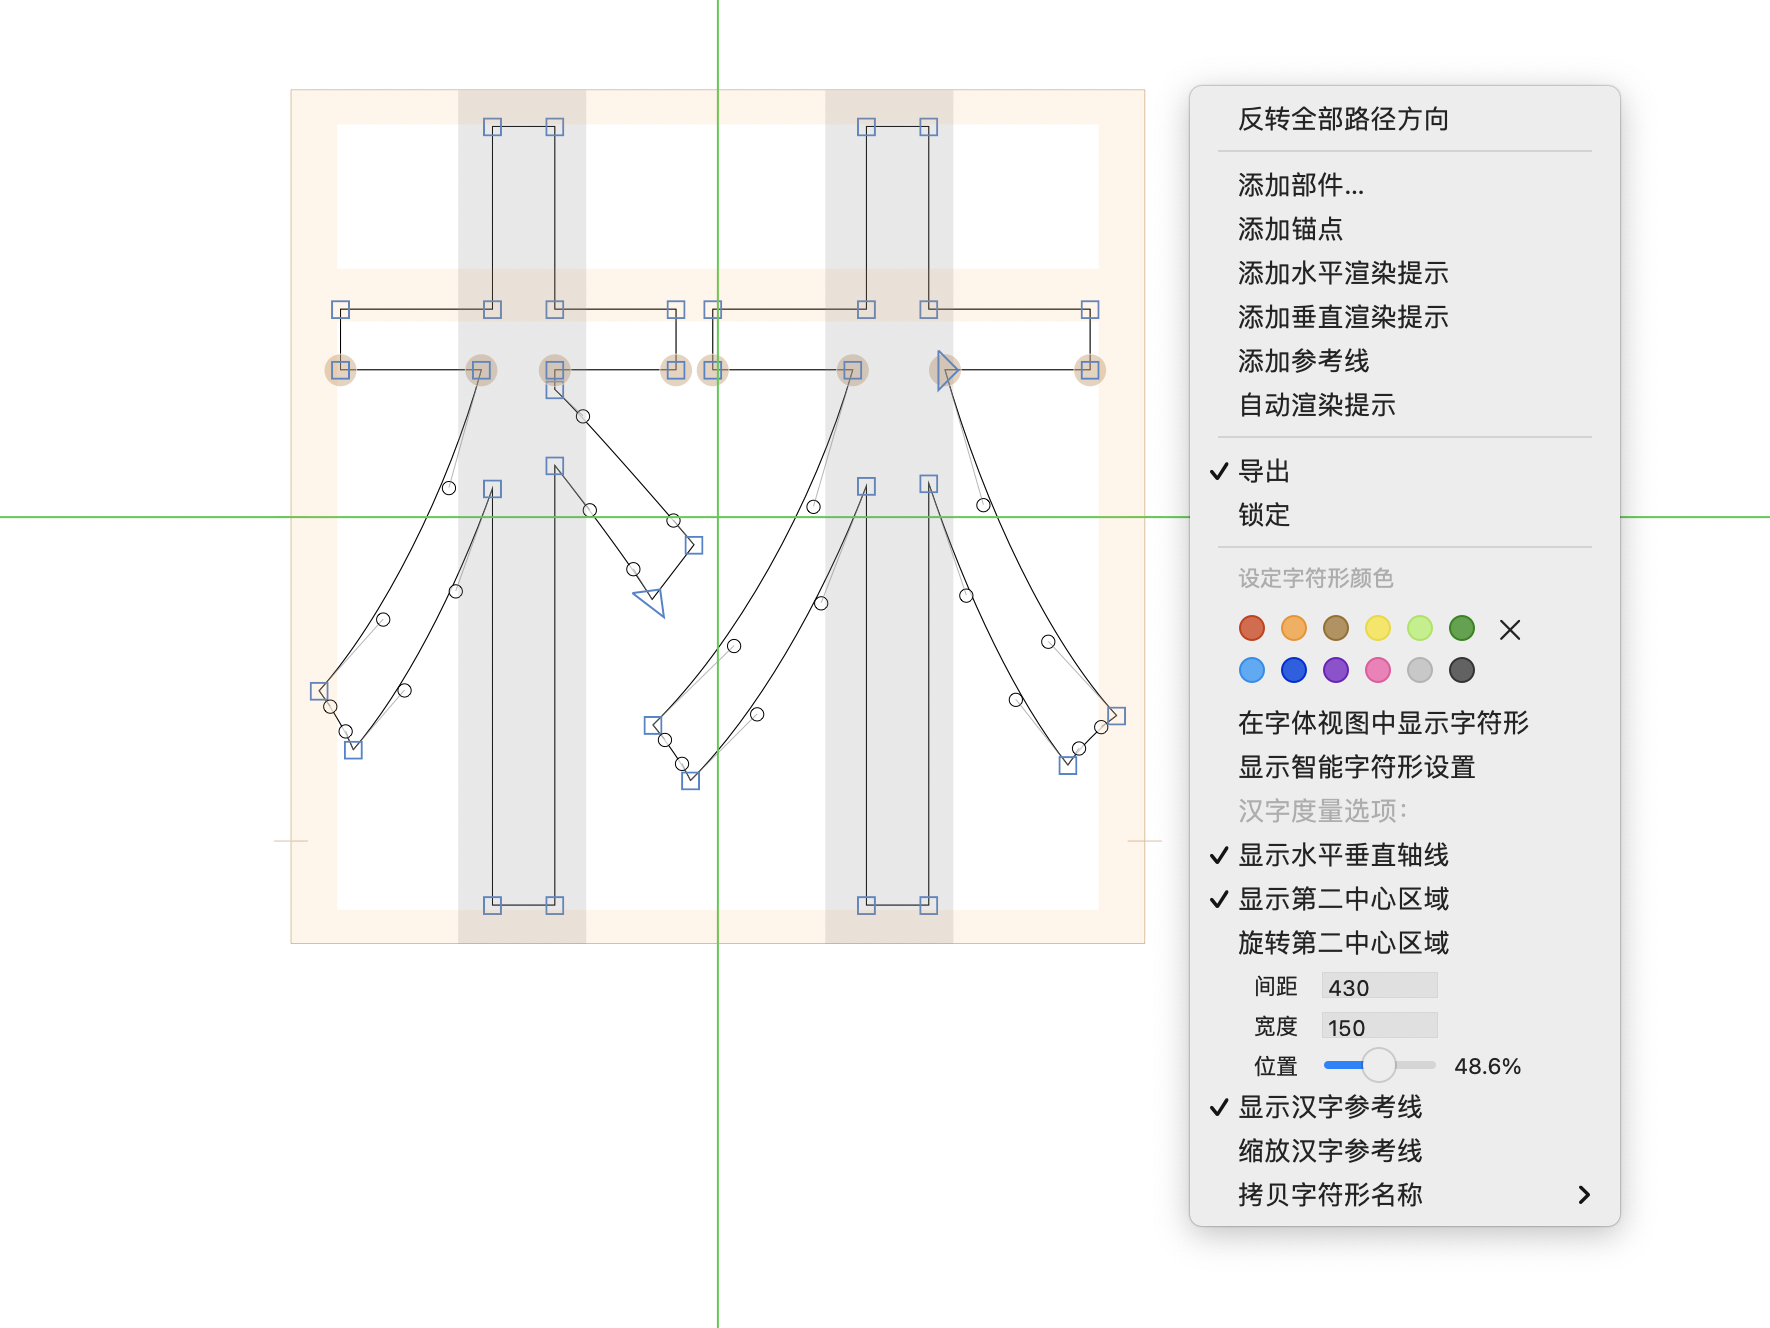 反转全部路径方向
添加部件...
添加锚点
添加水平渲染提示
添加垂直渲染提示
添加参考线
自动渲染提示
导出
锁定
设定字符形颜色
在字体视图中显示字符形
显示智能字符形设置
汉字度量选项：
显示水平垂直轴线
显示第二中心区域
旋转第二中心区域
间距 430
宽度 150
位置 48.6%
显示汉字参考线
缩放汉字参考线
拷贝字符形名称